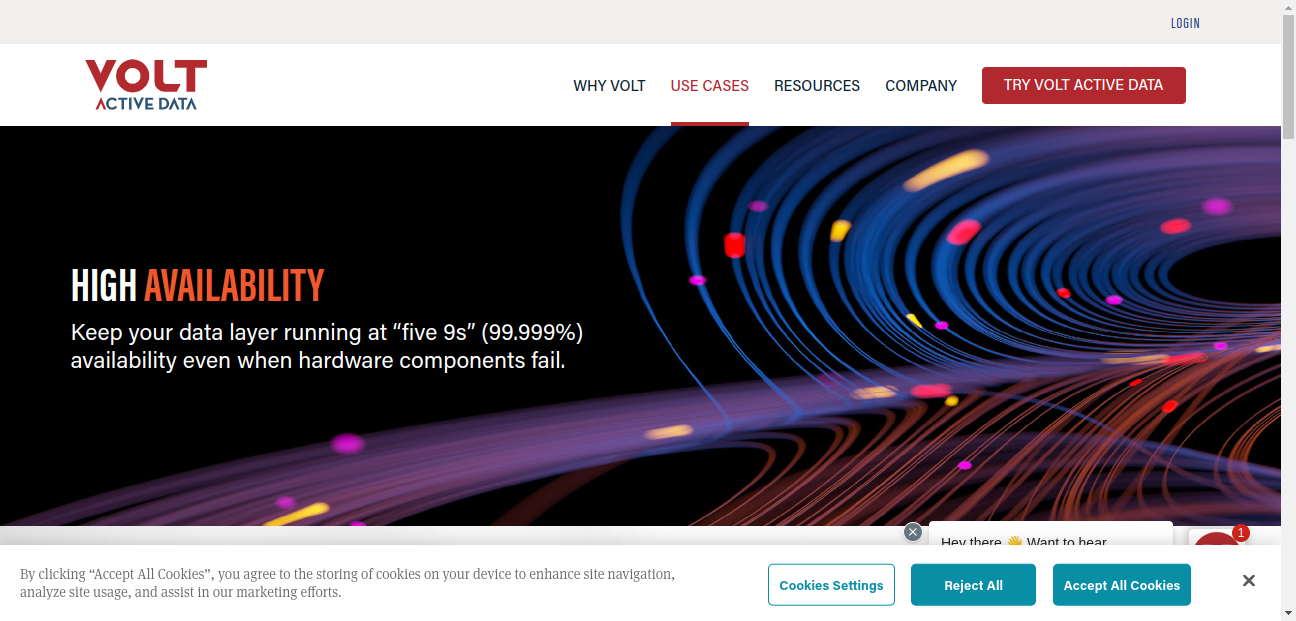 LOGIN
VOLT
ACTIVE DATA
WHY VOLT
USE CASES
RESOURCES
COMPANY
TRY VOLT ACTIVE DATA
HIGH AVAILABILITY
Keep your data layer running at “five 9s” (99.999%)
availability even when hardware components fail.
Hey there 👋 Want to hear
1
By clicking “Accept All Cookies”, you agree to the storing of cookies on your device to enhance site navigation,
analyze site usage, and assist in our marketing efforts.
Cookies Settings
Reject All
Accept All Cookies